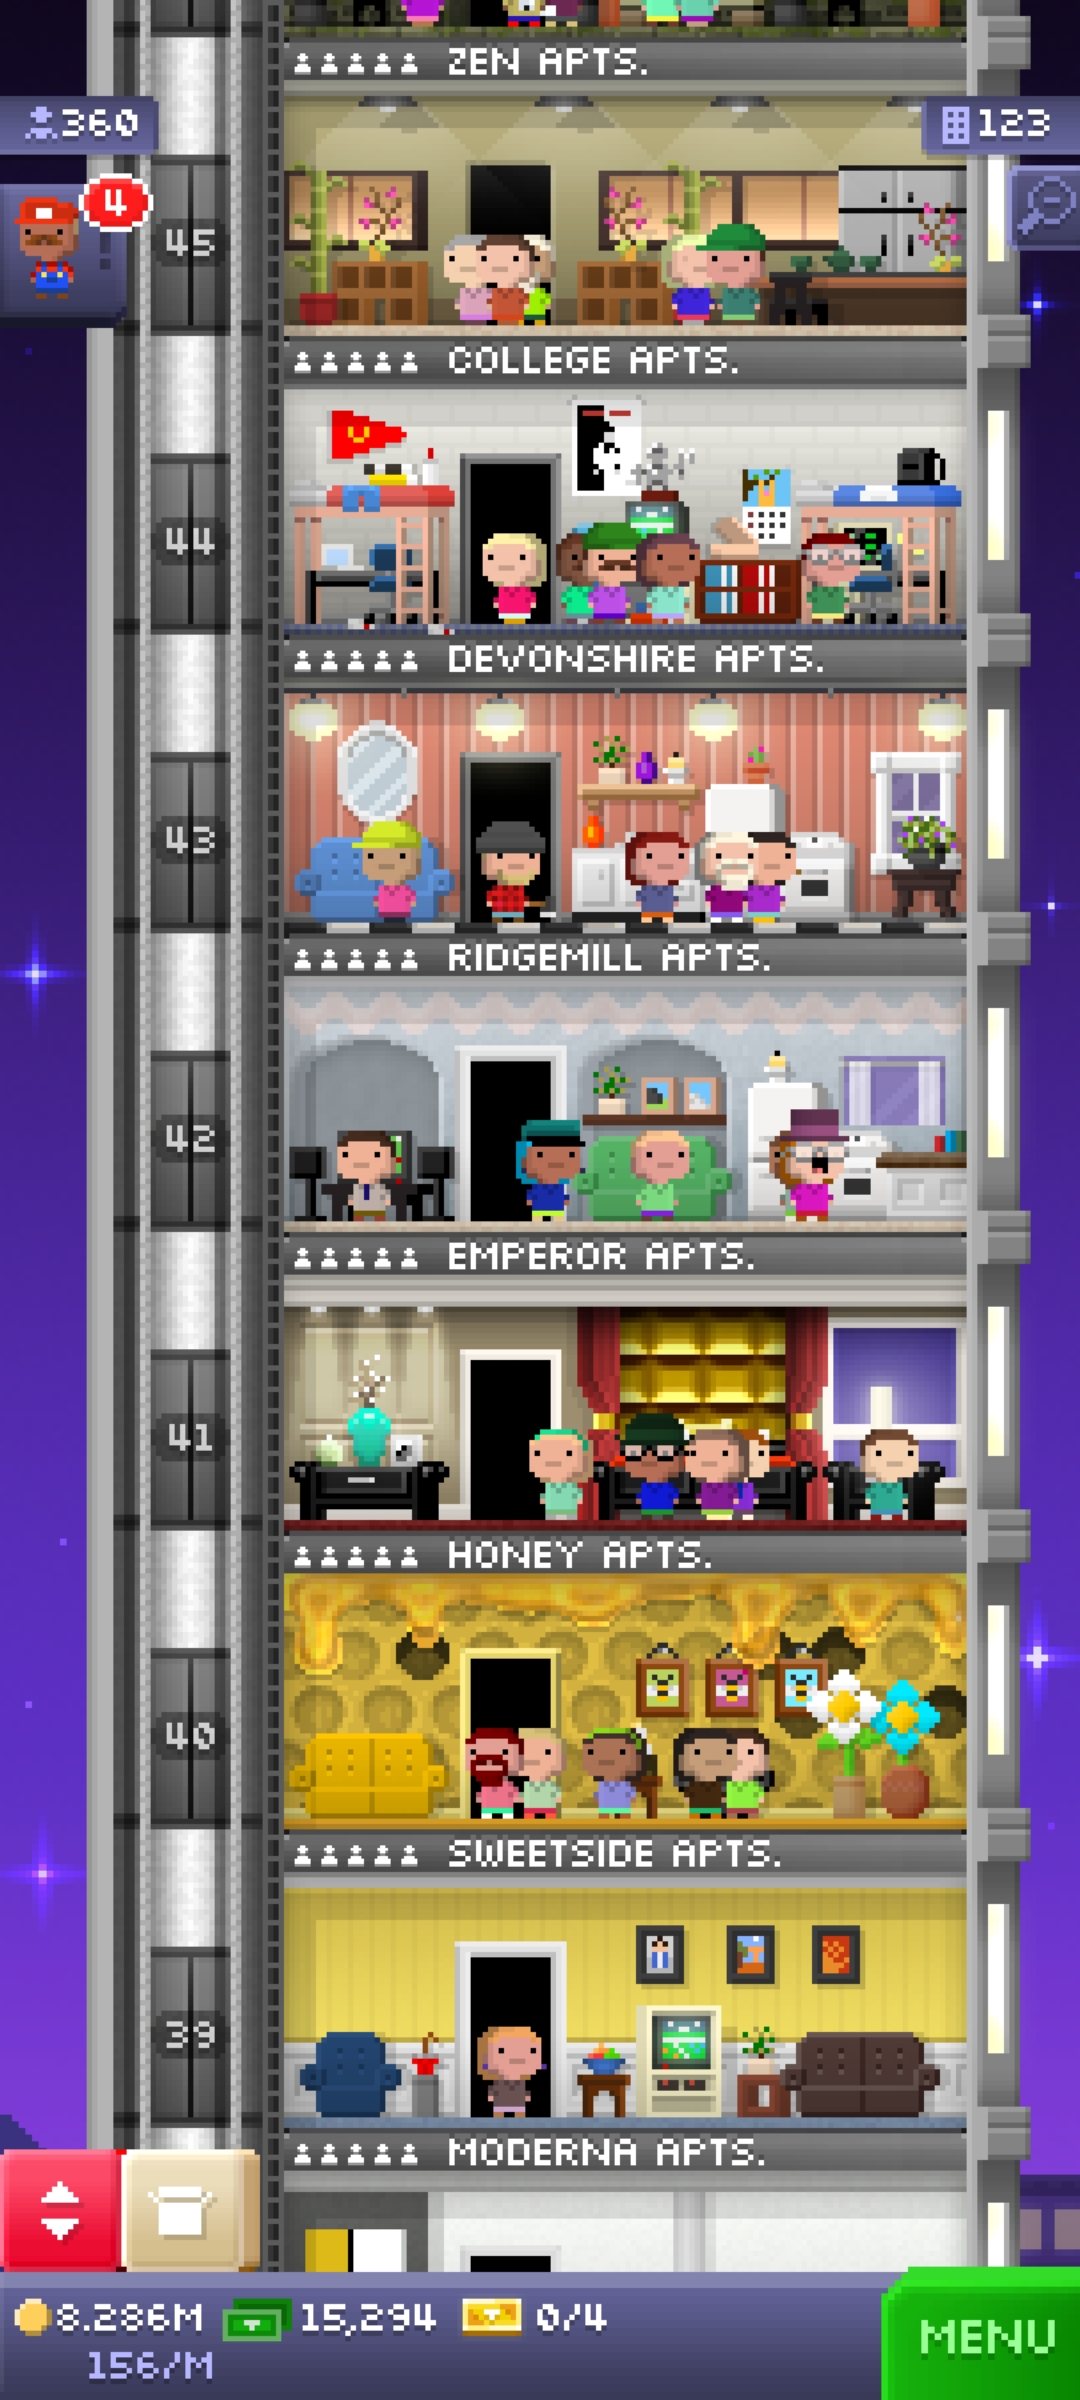 ZEN APTS.
360
123
4
45
COLLEGE APTS.
44
DEVONSHIRE APTS.
43
RIDGEMILL APTS.
42
EMPEROR APTS.
41
HONEY APTS.
40
SWEETSIDE APTS.
39
MODERNA APTS.
8.286M 15,294 0/4
156/M
MENU